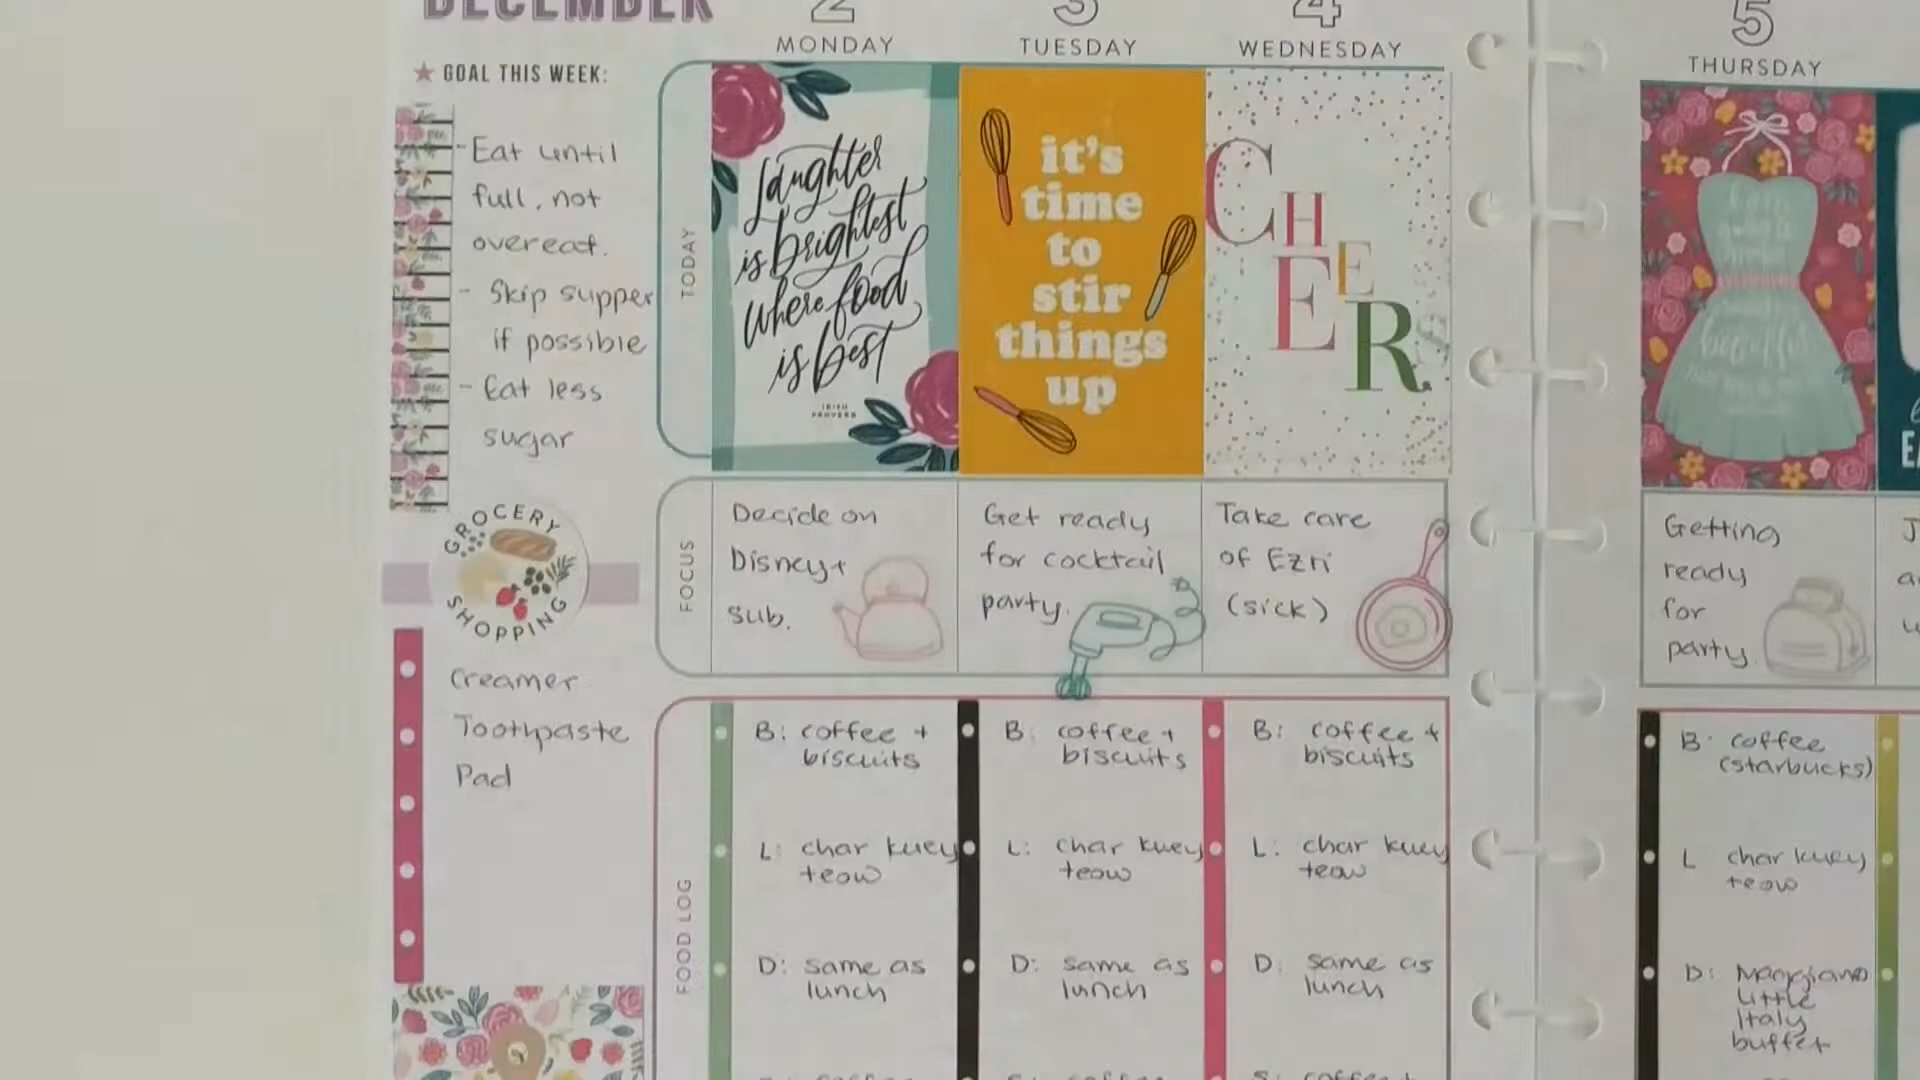 DECEMBER
2
MONDAY
3
TUESDAY
4
WEDNESDAY
5
THURSDAY
GOAL THIS WEEK:
- Eat until
full, not
overeat.
- Skip supper
if possible
- Eat less
sugar
GROCERY
SHOPPING
Creamer
Toothpaste
Pad
TODAY
laughter
is brightest
where food
is best
IRISH
PROVERB
it's
time
to
stir
things
up
CHEER
FOCUS
Decide on
Disney+
sub.
Get ready
for cocktail
party.
Take care
of Ezri
(sick)
Getting
ready
for
party.
FOOD LOG
B: coffee +
biscuits
L: char kuey
teow
D: same as
lunch
B: coffee +
biscuits
L: char kuey
teow
D: same as
lunch
B: coffee +
biscuits
L: char kuey
teow
D: same as
lunch
B: coffee
(starbucks)
L char kuey
teow
D: Maggiano
Little
Italy
buffet